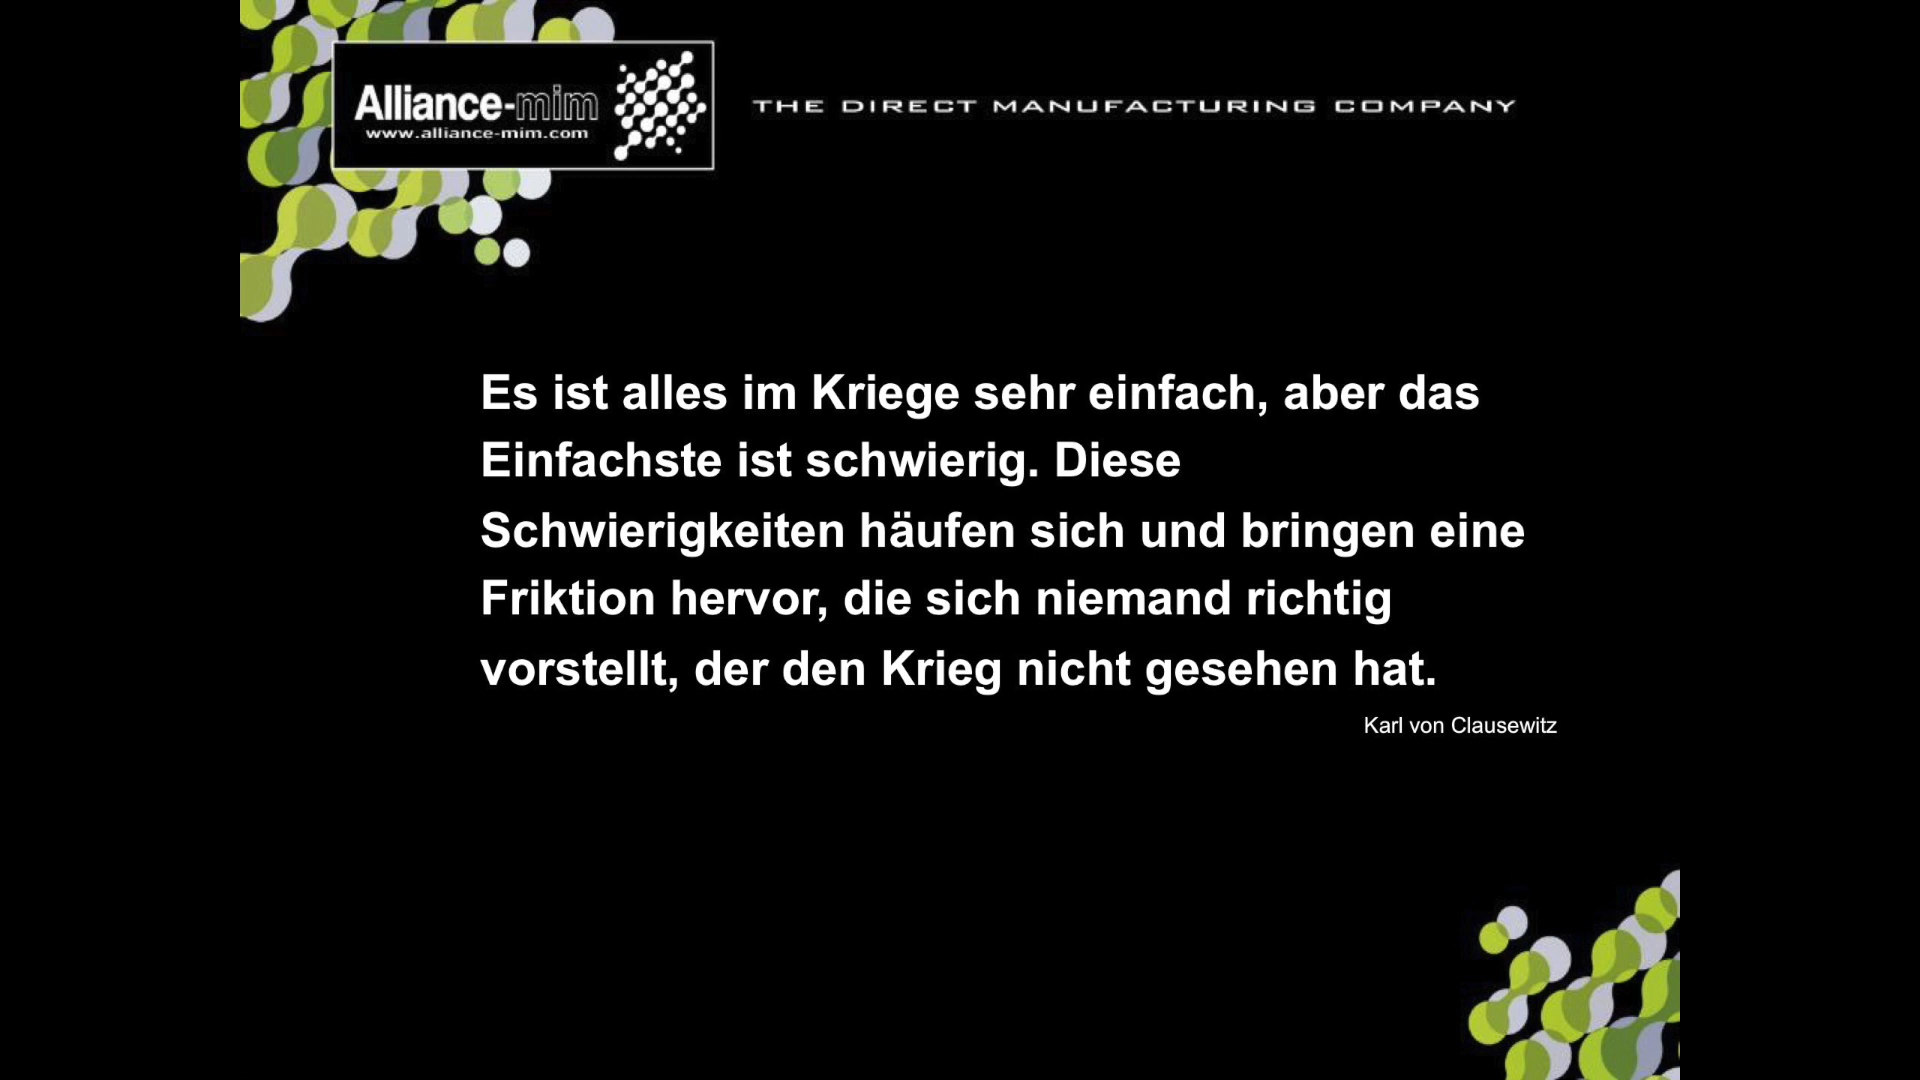 Alliance-mim
www.alliance-mim.com
THE DIRECT MANUFACTURING COMPANY
Es ist alles im Kriege sehr einfach, aber das
Einfachste ist schwierig. Diese
Schwierigkeiten häufen sich und bringen eine
Friktion hervor, die sich niemand richtig
vorstellt, der den Krieg nicht gesehen hat.
Karl von Clausewitz